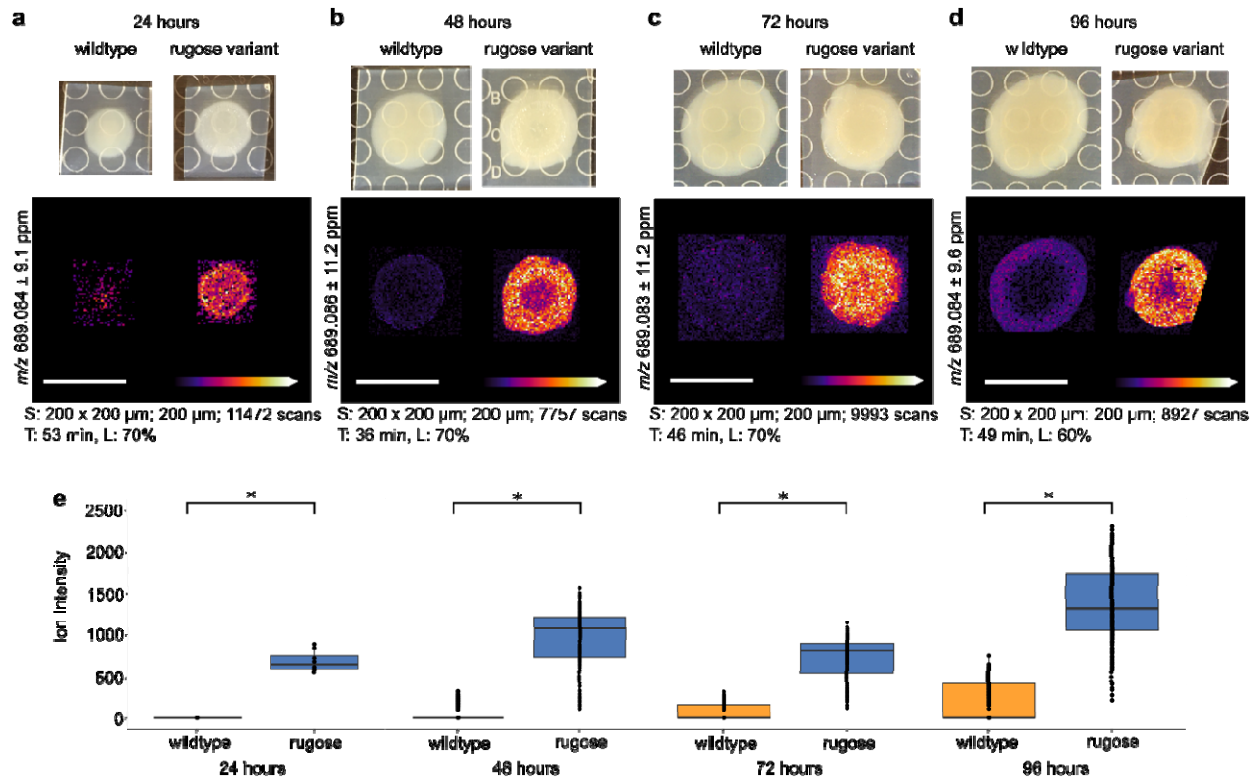 a
24 hours
wildtype rugose variant
m/z 689.084 ± 9.1 ppm
S: 200 x 200 µm; 200 µm; 11472 scans
T: 53 min, L: 70%
b
48 hours
wildtype rugose variant
B
C
D
m/z 689.086 ± 11.2 ppm
S: 200 x 200 µm; 200 µm; 7757 scans
T: 36 min, L: 70%
c
72 hours
wildtype rugose variant
m/z 689.083 ± 11.2 ppm
S: 200 x 200 µm; 200 µm; 9993 scans
T: 46 min, L: 70%
d
96 hours
wildtype rugose variant
m/z 689.084 ± 9.6 ppm
S: 200 x 200 µm; 200 µm; 8927 scans
T: 49 min, L: 60%
e
Ion Intensity
2500
2000
1500
1000
500
0
* * * *
wildtype rugose wildtype rugose wildtype rugose wildtype rugose
24 hours 48 hours 72 hours 96 hours